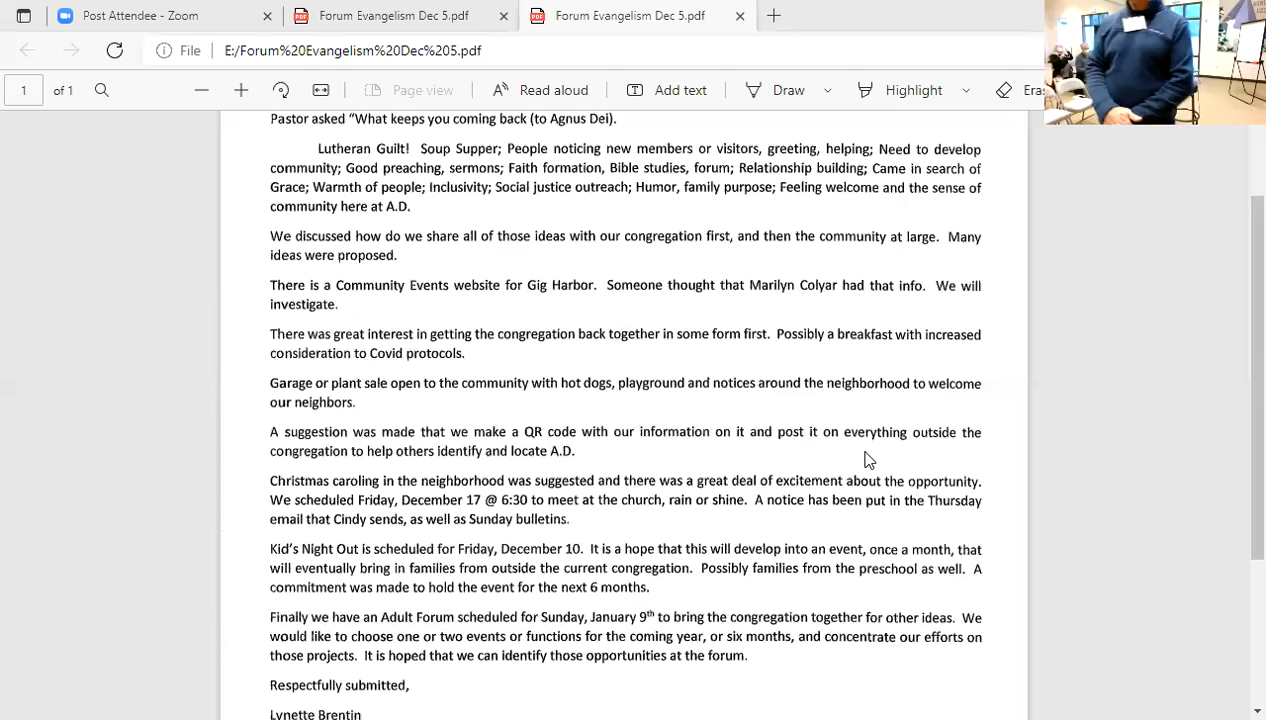 Post Attendee - Zoom
Forum Evangelism Dec 5.pdf
Forum Evangelism Dec 5.pdf
File
E:/Forum%20Evangelism%20Dec%205.pdf
1 of 1
Page view
Read aloud
Add text
Draw
Highlight
Eras
Pastor asked “What keeps you coming back (to Agnus Dei).
Lutheran Guilt! Soup Supper; People noticing new members or visitors, greeting, helping; Need to develop
community; Good preaching, sermons; Faith formation, Bible studies, forum; Relationship building; Came in search of
Grace; Warmth of people; Inclusivity; Social justice outreach; Humor, family purpose; Feeling welcome and the sense of
community here at A.D.
We discussed how do we share all of those ideas with our congregation first, and then the community at large. Many
ideas were proposed.
There is a Community Events website for Gig Harbor. Someone thought that Marilyn Colyar had that info. We will
investigate.
There was great interest in getting the congregation back together in some form first. Possibly a breakfast with increased
consideration to Covid protocols.
Garage or plant sale open to the community with hot dogs, playground and notices around the neighborhood to welcome
our neighbors.
A suggestion was made that we make a QR code with our information on it and post it on everything outside the
congregation to help others identify and locate A.D.
Christmas caroling in the neighborhood was suggested and there was a great deal of excitement about the opportunity.
We scheduled Friday, December 17 @ 6:30 to meet at the church, rain or shine. A notice has been put in the Thursday
email that Cindy sends, as well as Sunday bulletins.
Kid’s Night Out is scheduled for Friday, December 10. It is a hope that this will develop into an event, once a month, that
will eventually bring in families from outside the current congregation. Possibly families from the preschool as well. A
commitment was made to hold the event for the next 6 months.
Finally we have an Adult Forum scheduled for Sunday, January 9th to bring the congregation together for other ideas. We
would like to choose one or two events or functions for the coming year, or six months, and concentrate our efforts on
those projects. It is hoped that we can identify those opportunities at the forum.
Respectfully submitted,
Lynette Brentin